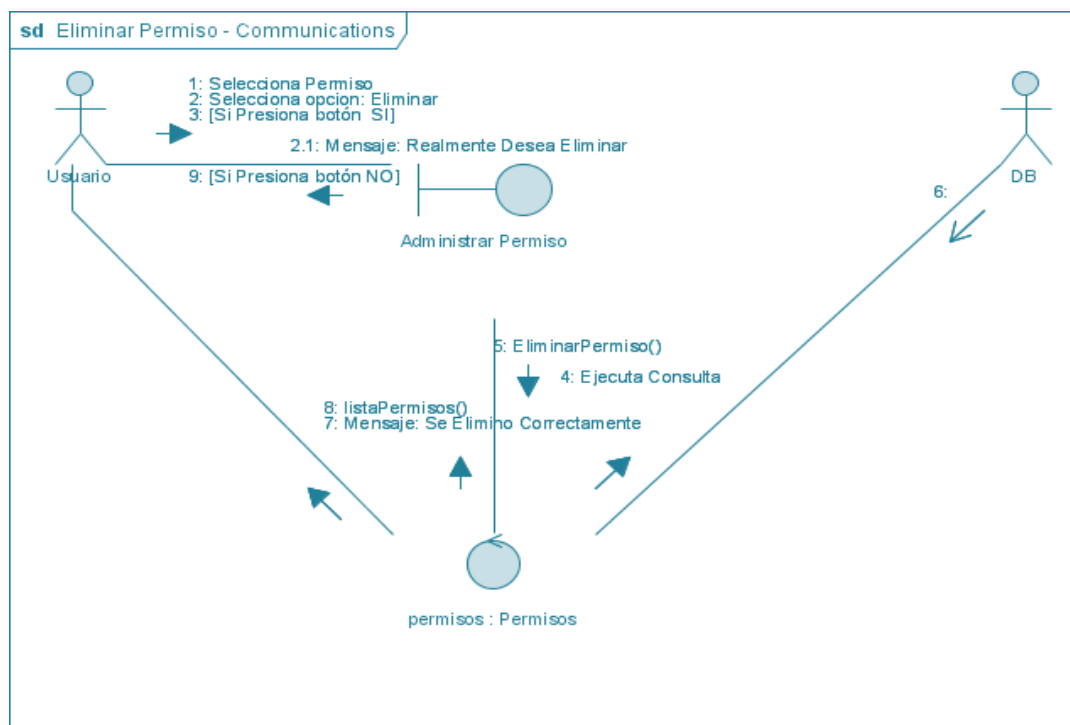 sd Eliminar Permiso - Communications
1: Selecciona Permiso
2: Selecciona opcion: Eliminar
3: [Si Presiona botón SI]
2.1: Mensaje: Realmente Desea Eliminar
Usuario
9: [Si Presiona botón NO]
6:
DB
Administrar Permiso
5: EliminarPermiso()
4: Ejecuta Consulta
8: listaPermisos()
7: Mensaje: Se Elimino Correctamente
permisos : Permisos